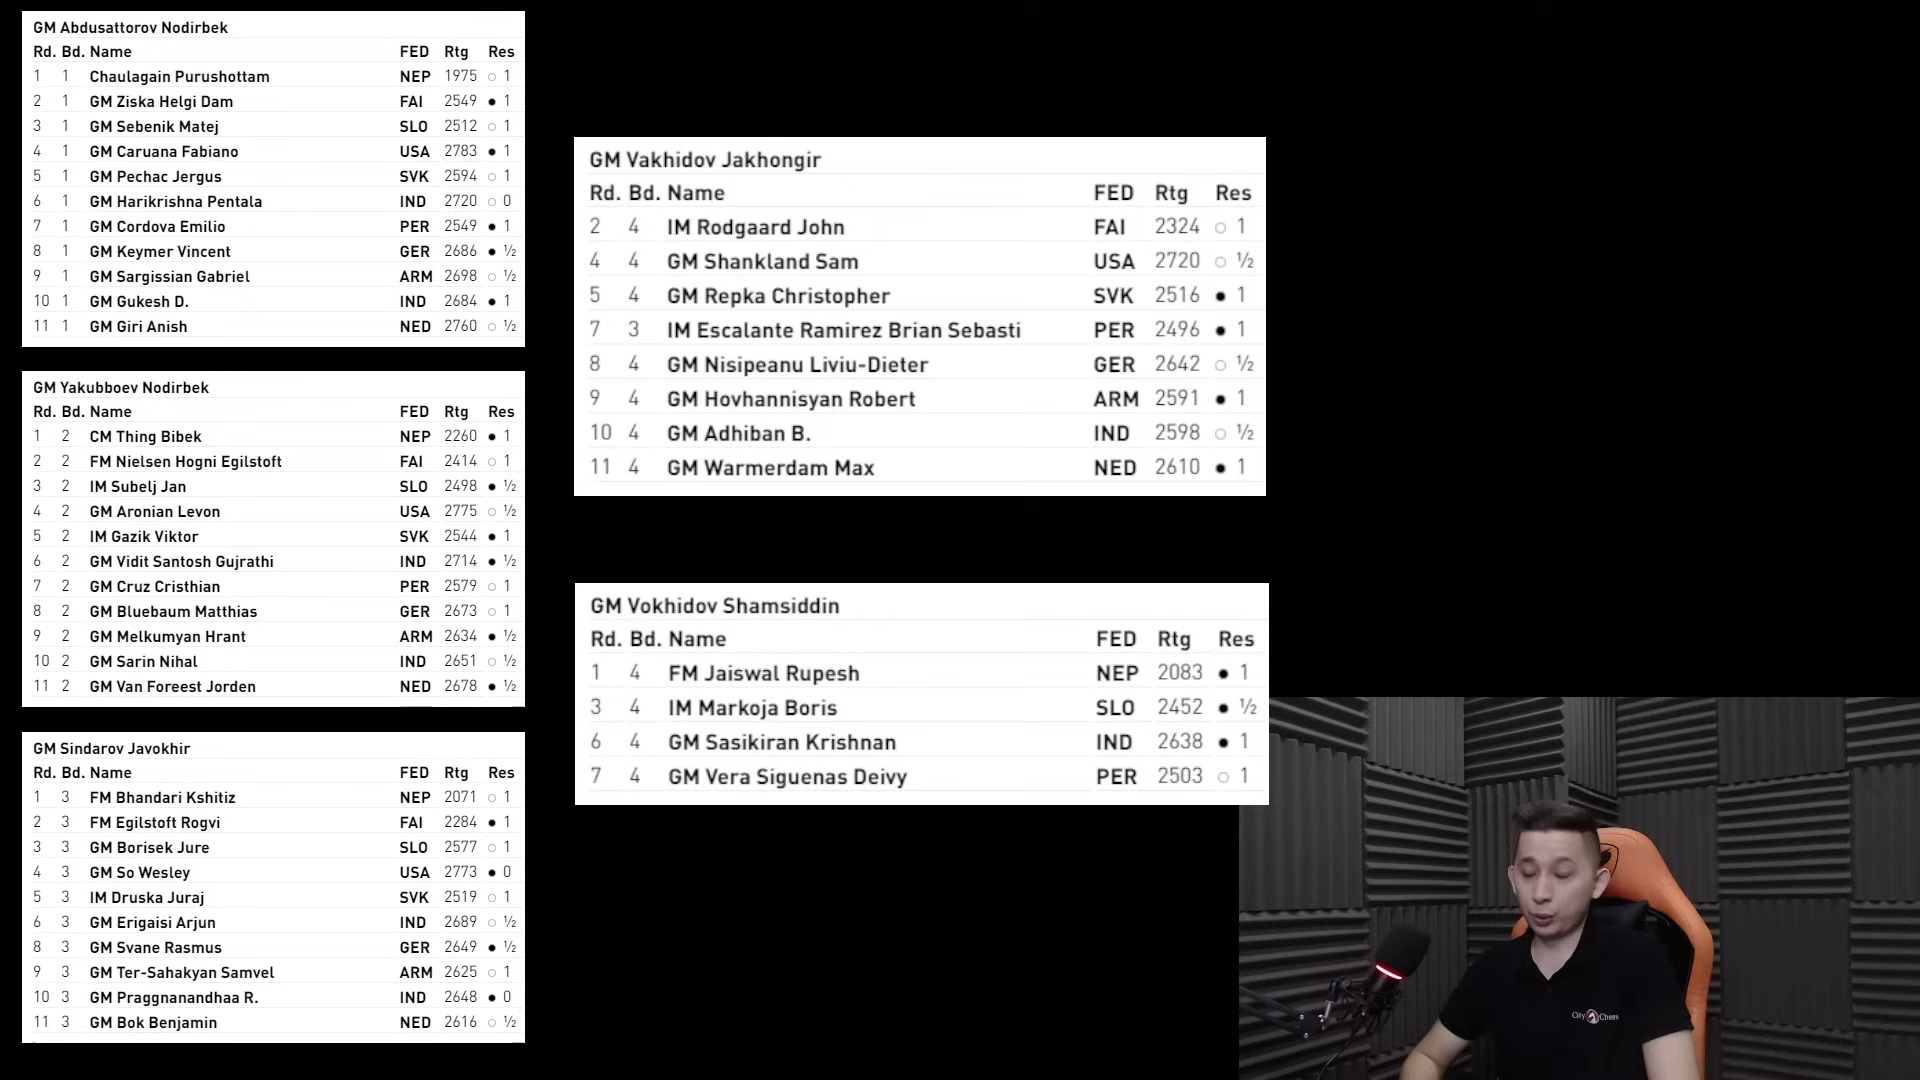 GM Abdusattorov Nodirbek
Rd. Bd. Name FED Rtg Res
1 1 Chaulagain Purushottam NEP 1975 ○ 1
2 1 GM Ziska Helgi Dam FAI 2549 ● 1
3 1 GM Sebenik Matej SLO 2512 ○ 1
4 1 GM Caruana Fabiano USA 2783 ● 1
5 1 GM Pechac Jergus SVK 2594 ○ 1
6 1 GM Harikrishna Pentala IND 2720 ○ 0
7 1 GM Cordova Emilio PER 2549 ● 1
8 1 GM Keymer Vincent GER 2686 ● ½
9 1 GM Sargissian Gabriel ARM 2698 ○ ½
10 1 GM Gukesh D. IND 2684 ● 1
11 1 GM Giri Anish NED 2760 ○ ½
GM Yakubboev Nodirbek
Rd. Bd. Name FED Rtg Res
1 2 CM Thing Bibek NEP 2260 ● 1
2 2 FM Nielsen Hogni Egilstoft FAI 2414 ○ 1
3 2 IM Subelj Jan SLO 2498 ● ½
4 2 GM Aronian Levon USA 2775 ○ ½
5 2 IM Gazik Viktor SVK 2544 ● 1
6 2 GM Vidit Santosh Gujrathi IND 2714 ● ½
7 2 GM Cruz Cristhian PER 2579 ○ 1
8 2 GM Bluebaum Matthias GER 2673 ○ 1
9 2 GM Melkumyan Hrant ARM 2634 ● ½
10 2 GM Sarin Nihal IND 2651 ○ ½
11 2 GM Van Foreest Jorden NED 2678 ● ½
GM Sindarov Javokhir
Rd. Bd. Name FED Rtg Res
1 3 FM Bhandari Kshitiz NEP 2071 ○ 1
2 3 FM Egilstoft Rogvi FAI 2284 ● 1
3 3 GM Borisek Jure SLO 2577 ○ 1
4 3 GM So Wesley USA 2773 ● 0
5 3 IM Druska Juraj SVK 2519 ○ 1
6 3 GM Erigaisi Arjun IND 2689 ○ ½
8 3 GM Svane Rasmus GER 2649 ● ½
9 3 GM Ter-Sahakyan Samvel ARM 2625 ○ 1
10 3 GM Praggnanandhaa R. IND 2648 ● 0
11 3 GM Bok Benjamin NED 2616 ○ ½
GM Vakhidov Jakhongir
Rd. Bd. Name FED Rtg Res
2 4 IM Rodgaard John FAI 2324 ○ 1
4 4 GM Shankland Sam USA 2720 ○ ½
5 4 GM Repka Christopher SVK 2516 ● 1
7 3 IM Escalante Ramirez Brian Sebasti PER 2496 ● 1
8 4 GM Nisipeanu Liviu-Dieter GER 2642 ○ ½
9 4 GM Hovhannisyan Robert ARM 2591 ● 1
10 4 GM Adhiban B. IND 2598 ○ ½
11 4 GM Warmerdam Max NED 2610 ● 1
GM Vokhidov Shamsiddin
Rd. Bd. Name FED Rtg Res
1 4 FM Jaiswal Rupesh NEP 2083 ● 1
3 4 IM Markoja Boris SLO 2452 ● ½
6 4 GM Sasikiran Krishnan IND 2638 ● 1
7 4 GM Vera Siguenas Deivy PER 2503 ○ 1
City Chess